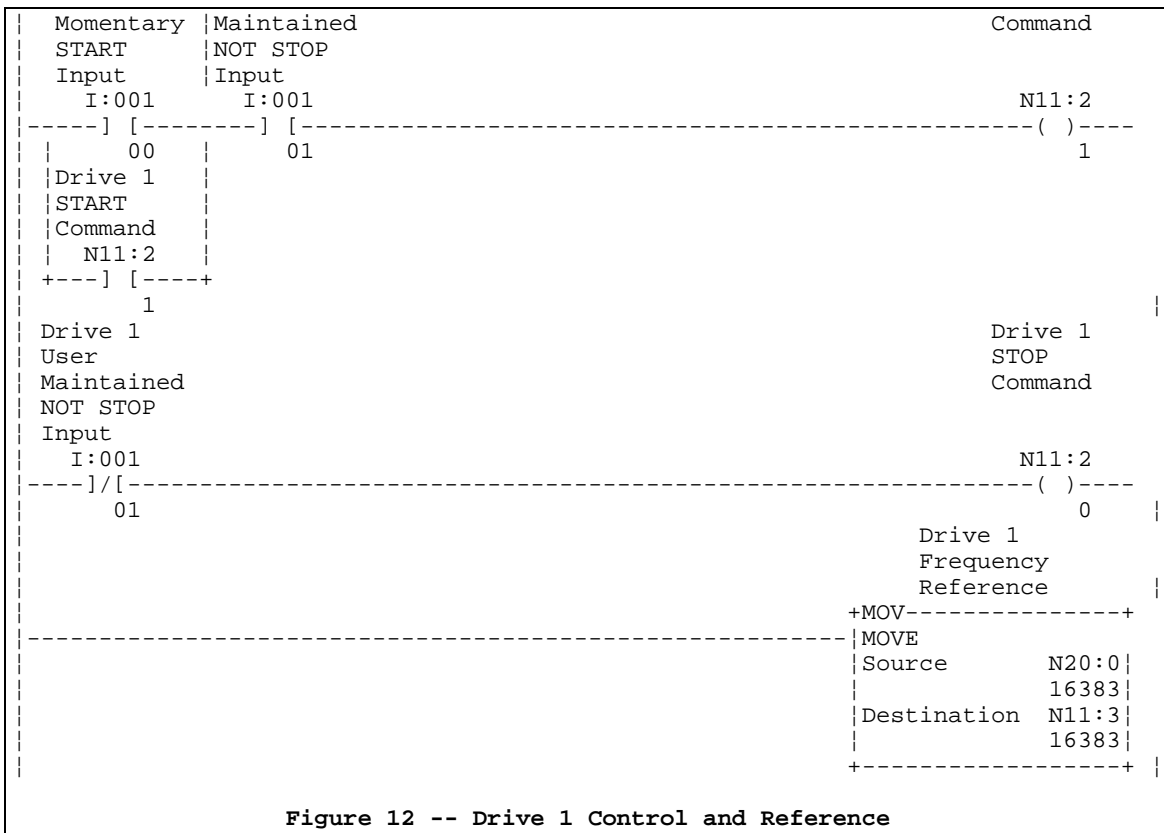 ¦  Momentary ¦Maintained                                            Command
¦  START     ¦NOT STOP
¦  Input     ¦Input
¦    I:001        I:001                                                 N11:2
¦-----] [--------] [---------------------------------------------------( )----
¦ ¦     00   ¦     01                                                      1
¦ ¦Drive 1   ¦
¦ ¦START     ¦
¦ ¦Command   ¦
¦ ¦  N11:2   ¦
¦ +---] [----+
¦       1                                                                      ¦
¦ Drive 1                                                           Drive 1
¦ User                                                              STOP
¦ Maintained                                                        Command
¦ NOT STOP
¦ Input
¦   I:001                                                             N11:2
¦----]/[---------------------------------------------------------------( )----
¦      01                                                                  0    ¦
¦                                                              Drive 1
¦                                                              Frequency
¦                                                              Reference       ¦
¦                                                         +MOV---------------+
¦---------------------------------------------------------¦MOVE
¦                                                         ¦Source       N20:0¦
¦                                                         ¦             16383¦
¦                                                         ¦Destination  N11:3¦
¦                                                         ¦             16383¦
¦                                                         +------------------+ ¦
Figure 12 -- Drive 1 Control and Reference